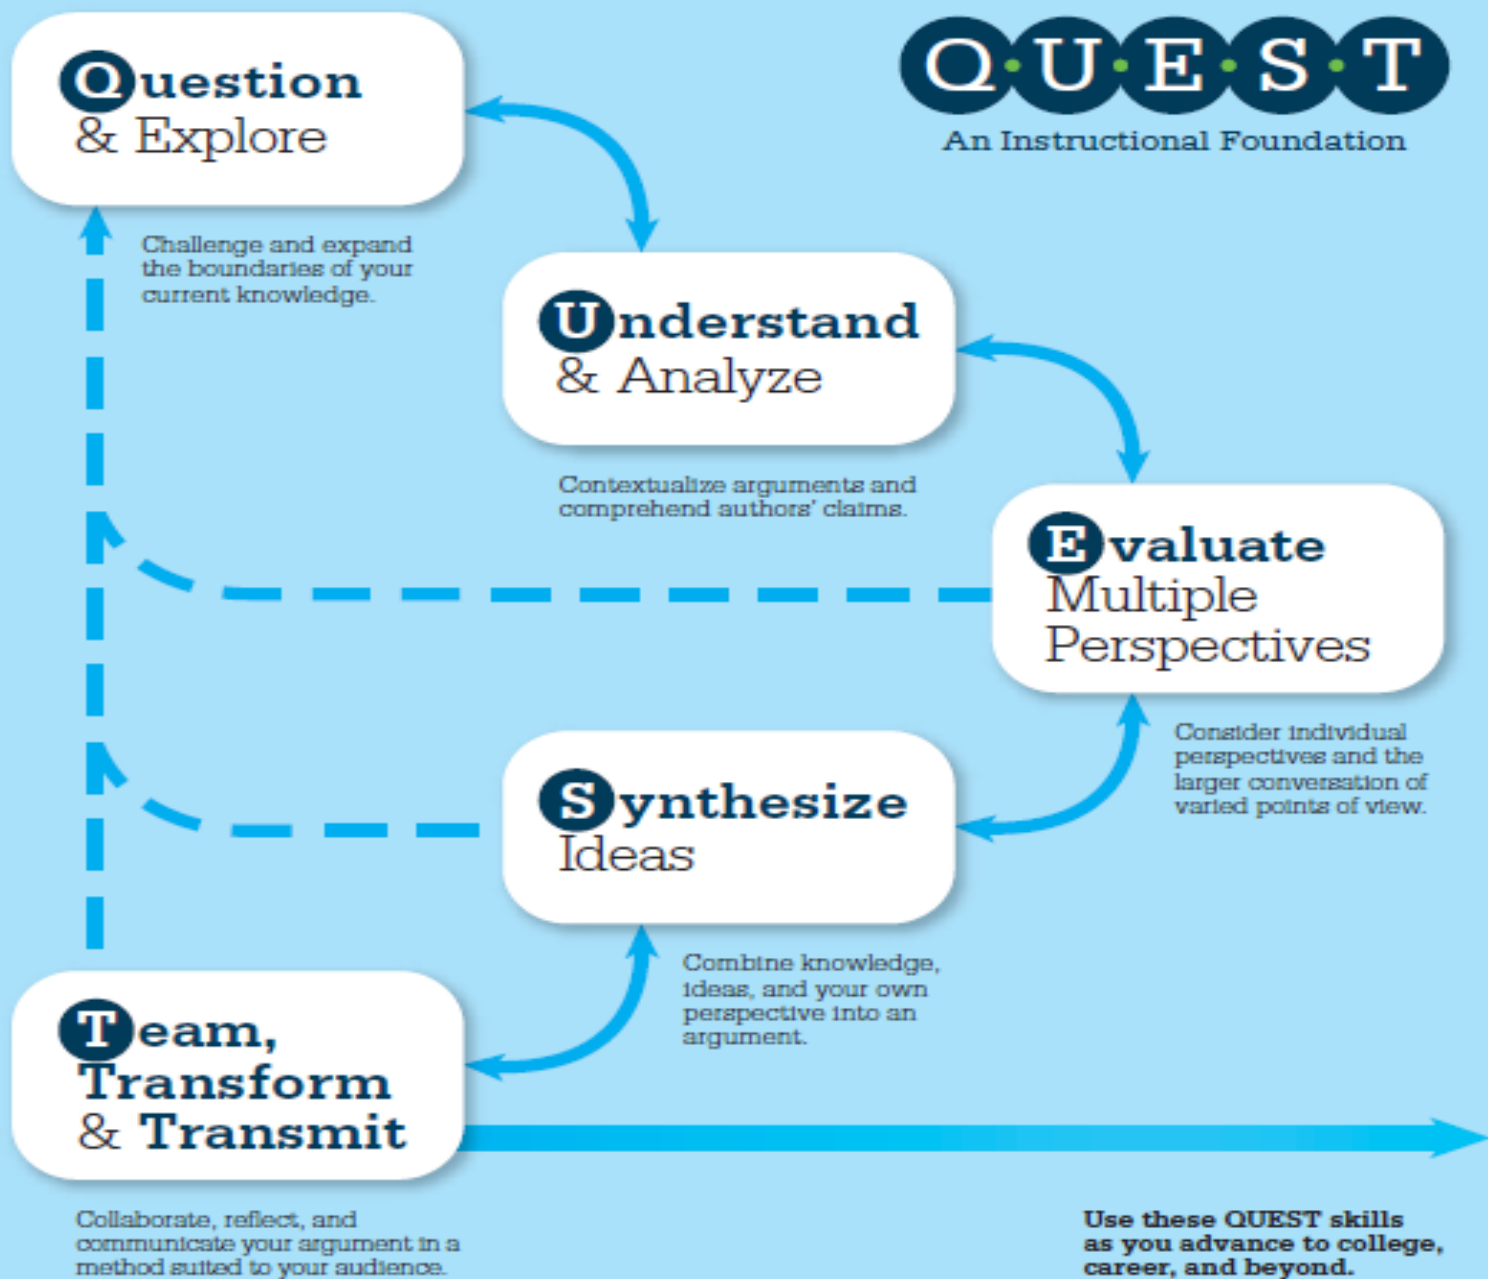 Q·U·E·S·T
An Instructional Foundation
Question
& Explore
Challenge and expand
the boundaries of your
current knowledge.
Understand
& Analyze
Contextualize arguments and
comprehend authors’ claims.
Evaluate
Multiple
Perspectives
Consider individual
perspectives and the
larger conversation of
varied points of view.
Synthesize
Ideas
Combine knowledge,
ideas, and your own
perspective into an
argument.
Team,
Transform
& Transmit
Collaborate, reflect, and
communicate your argument in a
method suited to your audience.
Use these QUEST skills
as you advance to college,
career, and beyond.